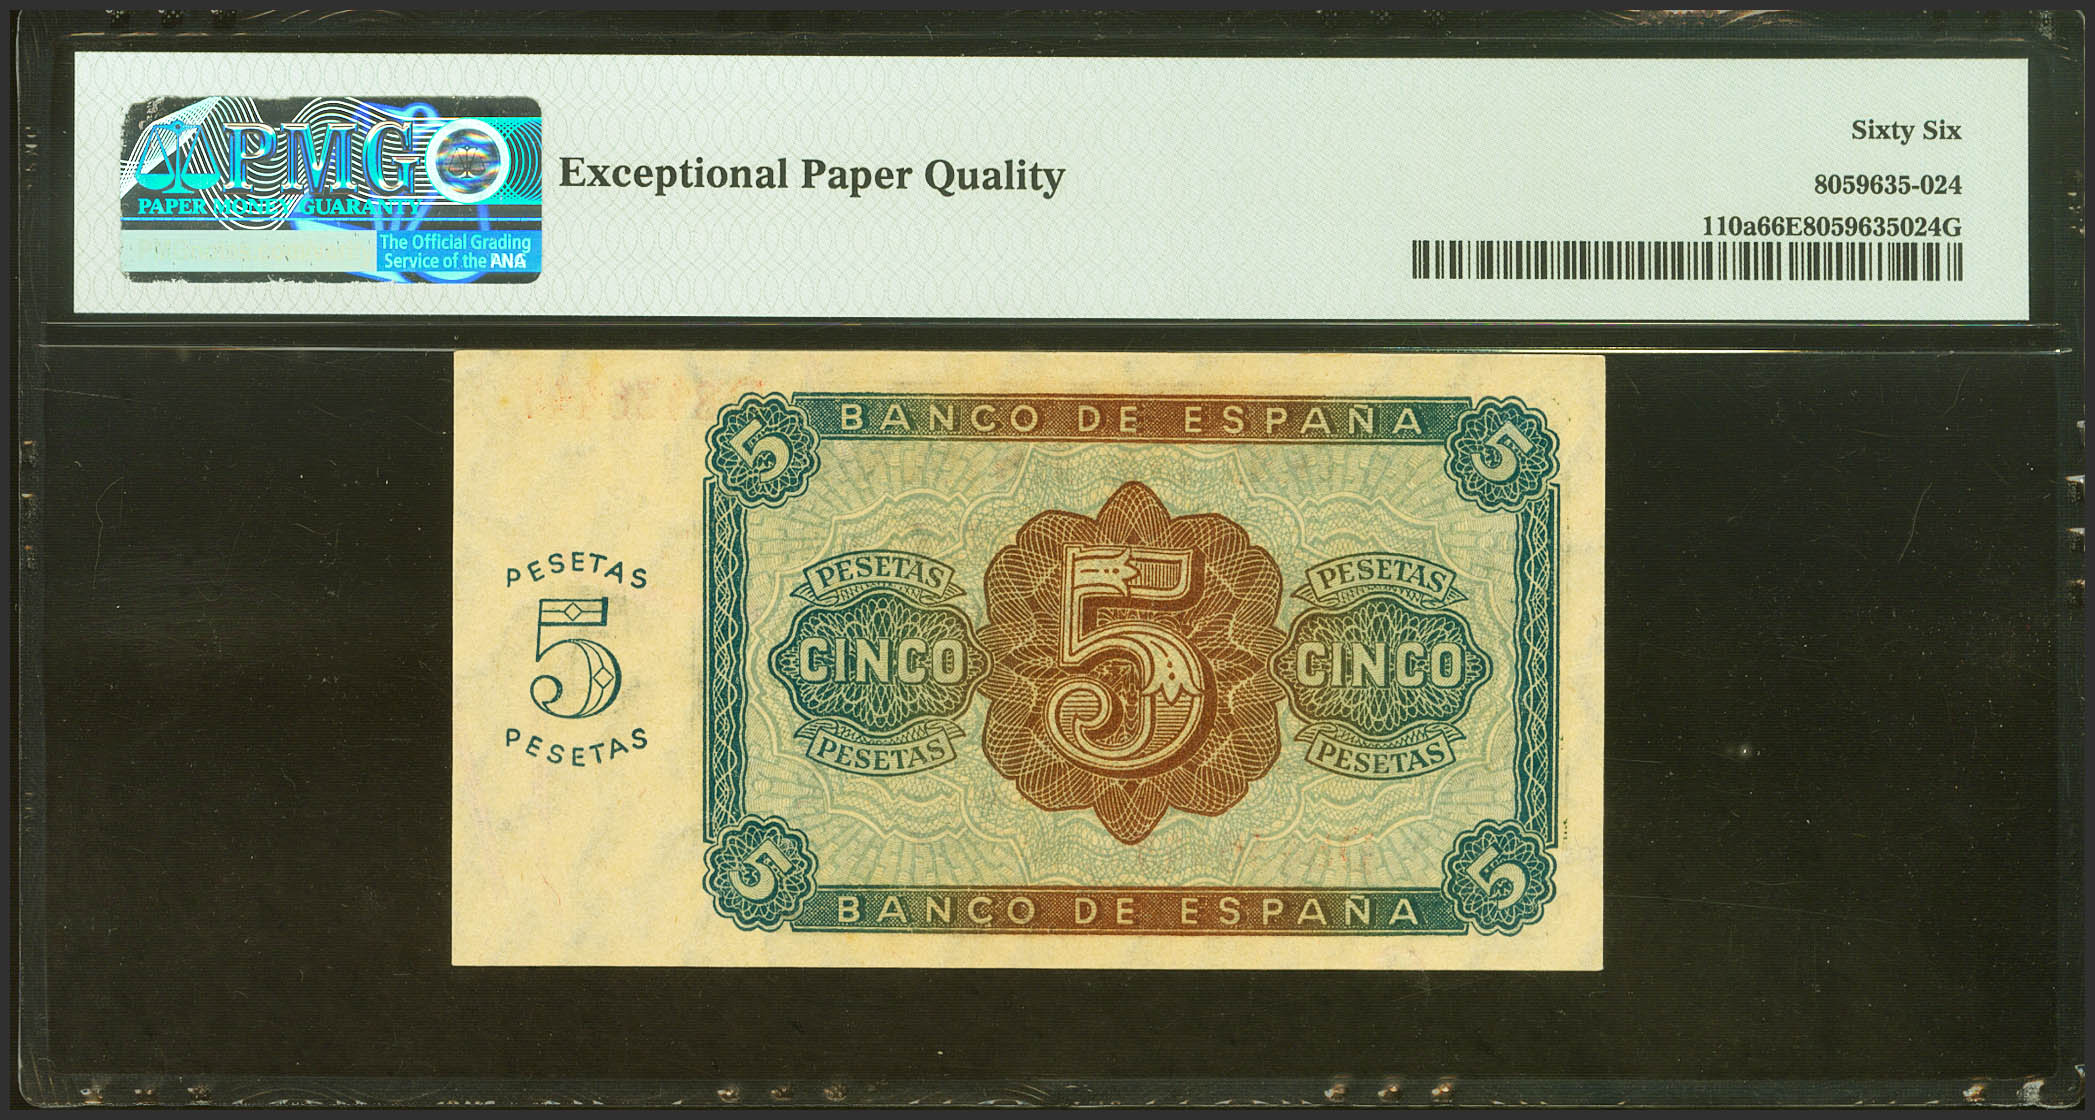 PMG
PAPER MONEY GUARANTY
The Official Grading
Service of the ANA
Exceptional Paper Quality
Sixty Six
8059635-024
110a66E8059635024G
5 BANCO DE ESPAÑA 5
PESETAS
5
PESETAS
PESETAS
CINCO
PESETAS
5
PESETAS
CINCO
PESETAS
5 BANCO DE ESPAÑA 5